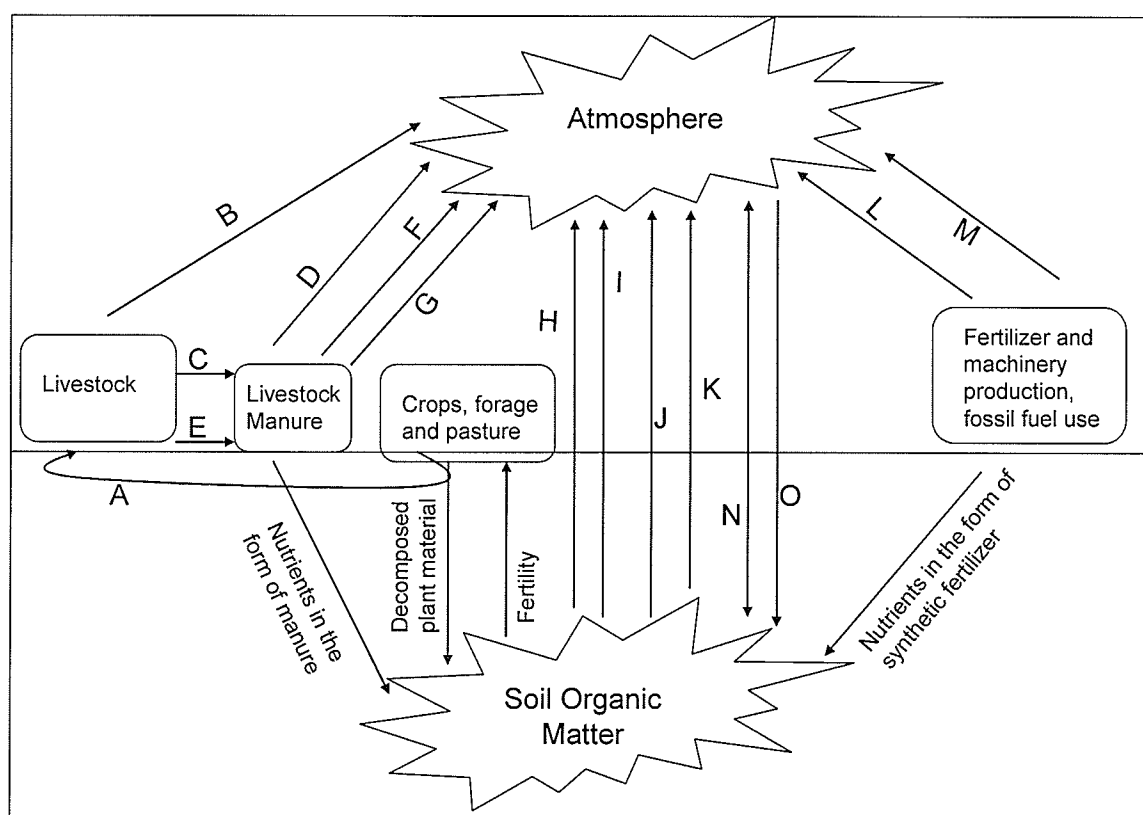 Atmosphere
B
D
F
G
H
I
J
K
N
O
L
M
Livestock
C
E
Livestock
Manure
Crops, forage
and pasture
Fertilizer and
machinery
production,
fossil fuel use
A
Nutrients in the
form of manure
Decomposed
plant material
Fertility
Nutrients in the form of
synthetic fertilizer
Soil Organic
Matter